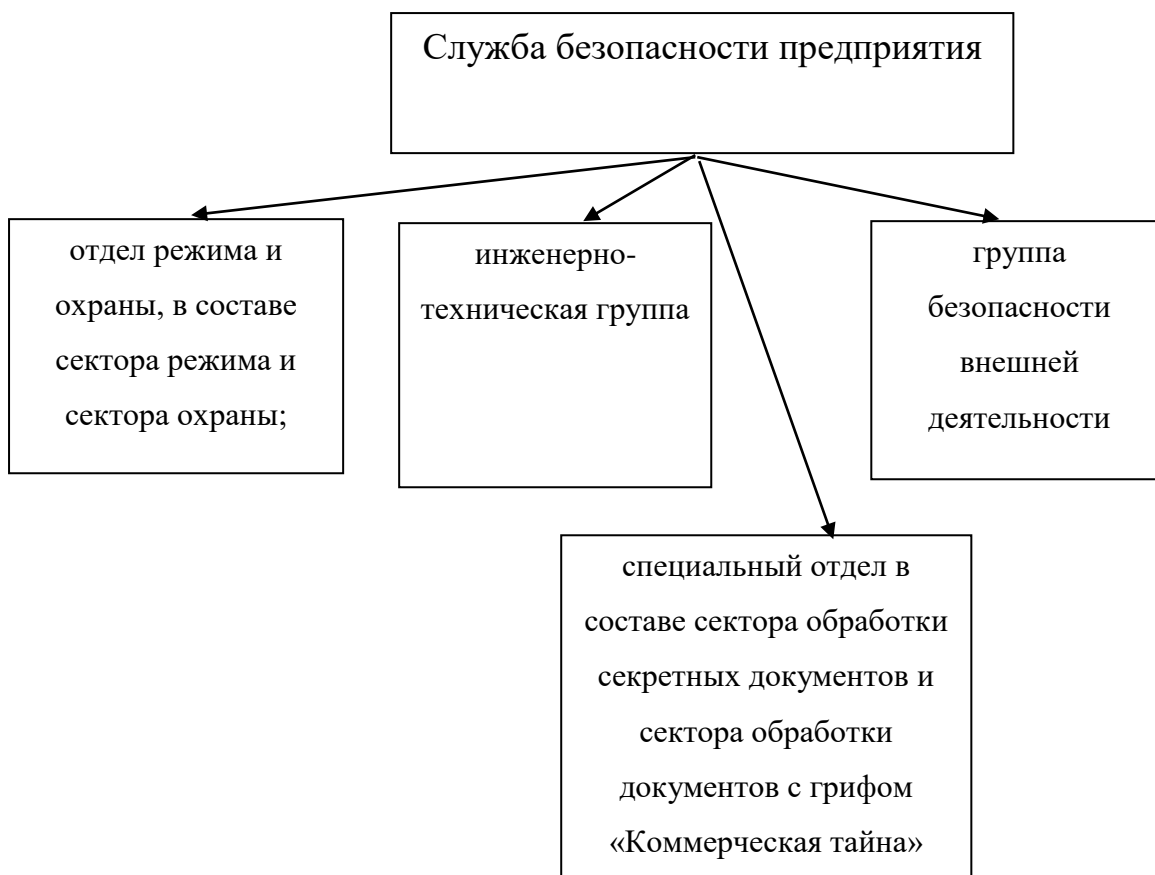 Служба безопасности предприятия
отдел режима и
охраны, в составе
сектора режима и
сектора охраны;
инженерно-
техническая группа
группа
безопасности
внешней
деятельности
специальный отдел в
составе сектора обработки
секретных документов и
сектора обработки
документов с грифом
«Коммерческая тайна»